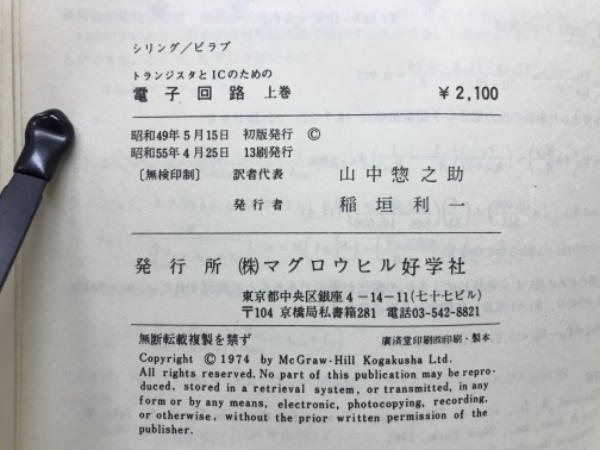 シリング/ビラブ
トランジスタとICのための
電子回路 上巻 ¥2,100
昭和49年5月15日 初版発行 ©
昭和55年4月25日 13刷発行
〔無検印制〕 訳者代表 山中惣之助
発行者 稲垣利一
発行所 ㈱マグロウヒル好学社
東京都中央区銀座4-14-11(七十七ビル)
〒104 京橋局私書箱281 電話03-542-8821
無断転載複製を禁ず 廣済堂印刷㈱印刷・製本
Copyright © 1974 by McGraw-Hill Kogakusha Ltd.
All rights reserved. No part of this publication may be repro-
duced, stored in a retrieval system, or transmitted, in any
form or by any means, electronic, photocopying, recording,
or otherwise, without the prior written permission of the
publisher.